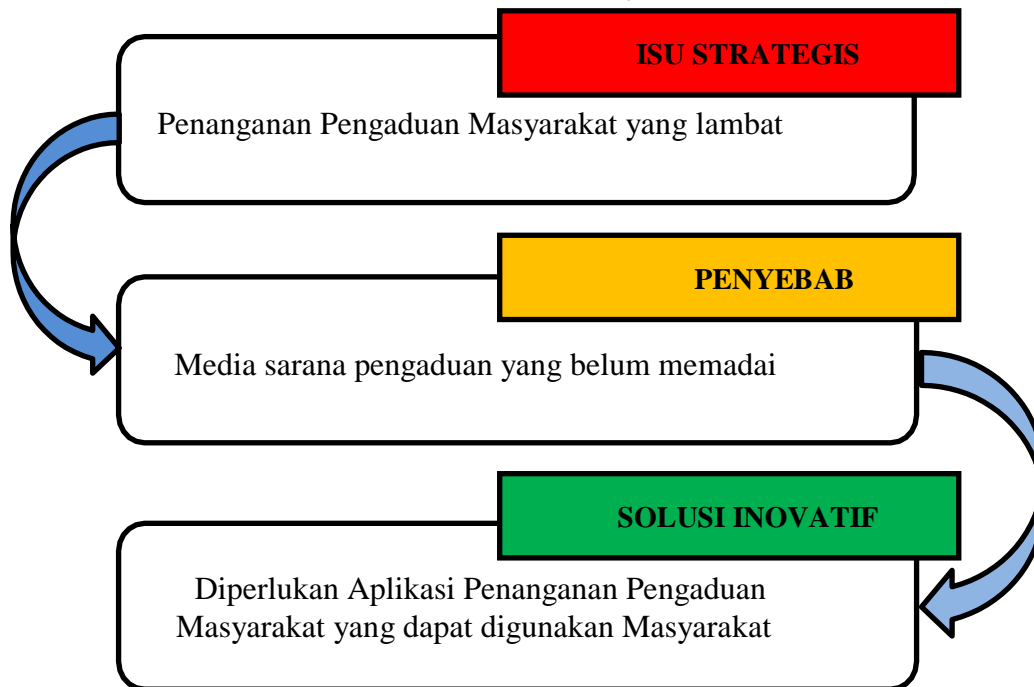 ISU STRATEGIS
Penanganan Pengaduan Masyarakat yang lambat
PENYEBAB
Media sarana pengaduan yang belum memadai
SOLUSI INOVATIF
Diperlukan Aplikasi Penanganan Pengaduan
Masyarakat yang dapat digunakan Masyarakat